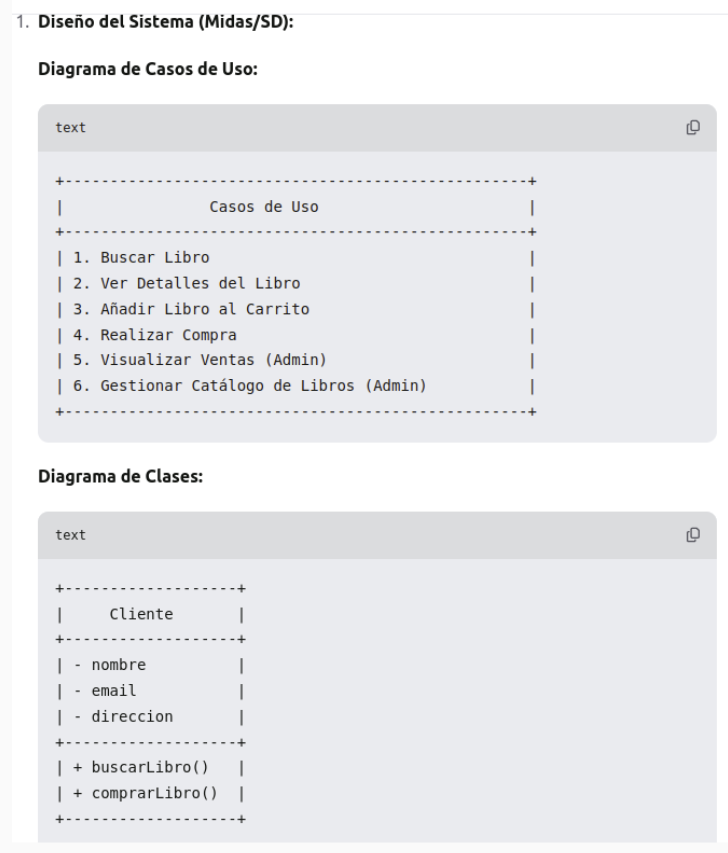 1. Diseño del Sistema (Midas/SD):
Diagrama de Casos de Uso:
text
+---------------------------------------------------+
|                Casos de Uso                       |
+---------------------------------------------------+
| 1. Buscar Libro                                   |
| 2. Ver Detalles del Libro                         |
| 3. Añadir Libro al Carrito                        |
| 4. Realizar Compra                                |
| 5. Visualizar Ventas (Admin)                      |
| 6. Gestionar Catálogo de Libros (Admin)           |
+---------------------------------------------------+
Diagrama de Clases:
text
+-------------------+
|     Cliente       |
+-------------------+
| - nombre          |
| - email           |
| - direccion       |
+-------------------+
| + buscarLibro()   |
| + comprarLibro()  |
+-------------------+